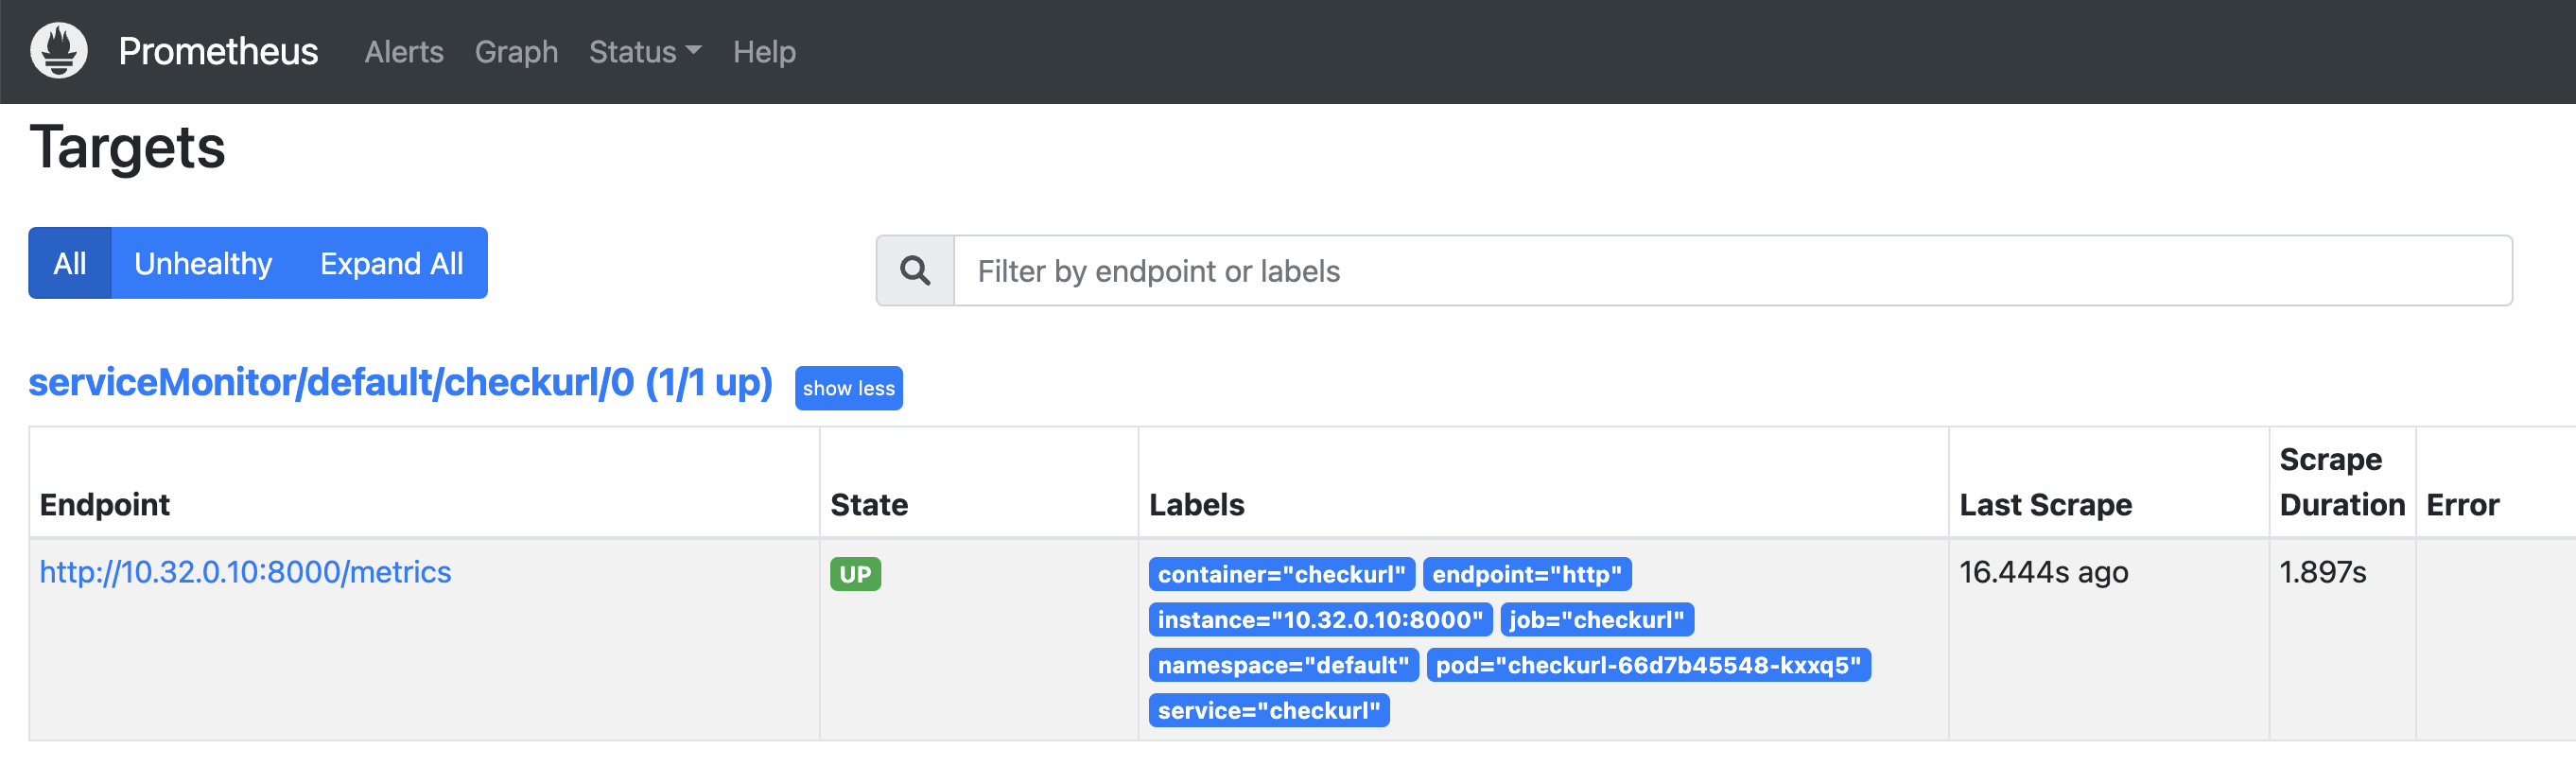 Prometheus Alerts Graph Status Help
Targets
All Unhealthy Expand All
Filter by endpoint or labels
serviceMonitor/default/checkurl/0 (1/1 up) show less
Endpoint State Labels Last Scrape Scrape Duration Error
http://10.32.0.10:8000/metrics UP container="checkurl" endpoint="http" 16.444s ago 1.897s
instance="10.32.0.10:8000" job="checkurl"
namespace="default" pod="checkurl-66d7b45548-kxxq5"
service="checkurl"